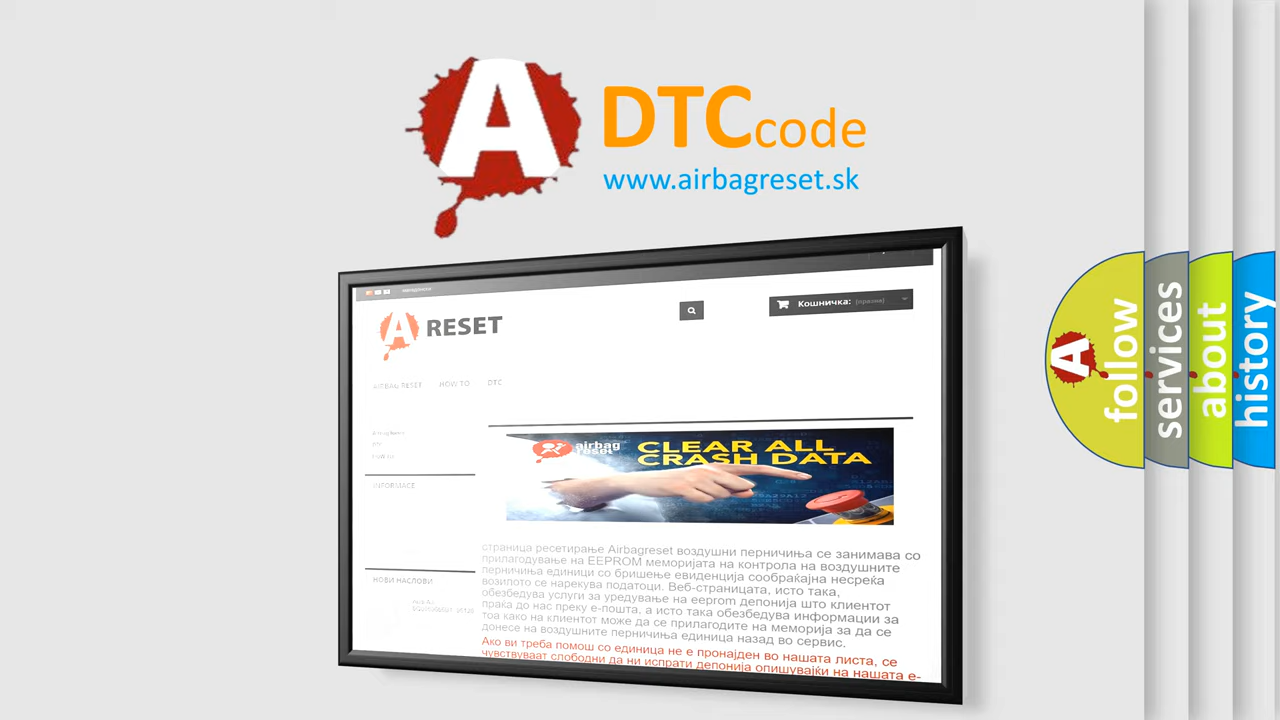 A
DTCcode
www.airbagreset.sk
A RESET
Кошничка: (празни)
AIRBAG RESET HOW TO DTC
INFORMACE
airbag reset
CLEAR ALL
CRASH DATA
НОВИ НАСЛОВИ
страница ресетирање Airbagreset воздушни перничиња се занимава со
прилагодување на EEPROM меморијата на контрола на воздушните
перничиња единици со бришење евиденција сообраќајна несреќа
возилото се нарекува податоци. Веб-страницата, исто така,
обезбедува услуги за уредување на eeprom депонија што клиентот
праќа до нас преку е-пошта, а исто така обезбедува информации за
тоа како на клиентот може да се прилагодите на меморија за да се
донесе на воздушните перничиња единица назад во сервис.
Ако ви треба помош со единица не е пронајден во нашата листа, се
чувствуваат слободни да ни испрати депонија опишувајќи на нашата е-
A
follow
services
about
history